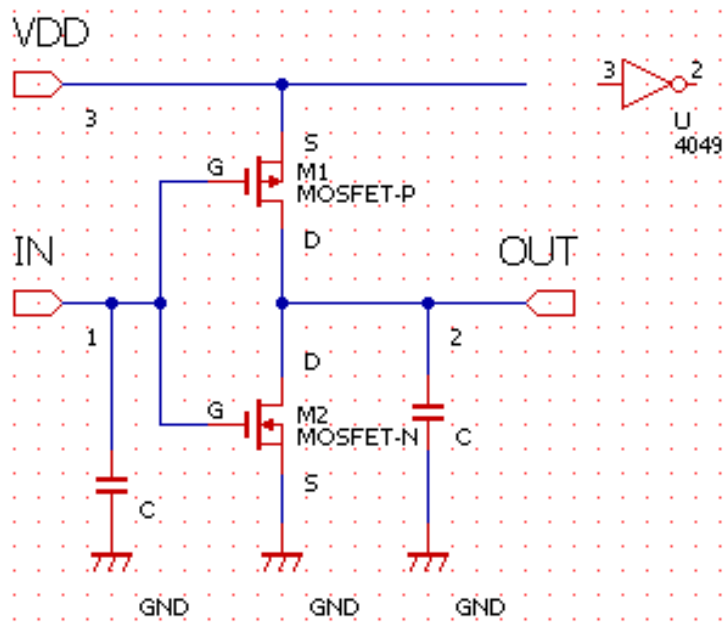 VDD
3
3
2
U
4049
S
G
M1
MOSFET-P
D
IN
OUT
1
2
D
G
M2
MOSFET-N
C
S
C
GND
GND
GND